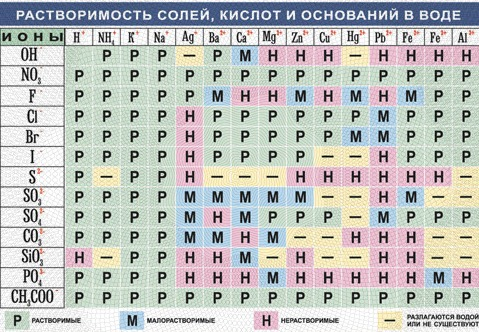 РАСТВОРИМОСТЬ СОЛЕЙ, КИСЛОТ И ОСНОВАНИЙ В ВОДЕ
ИОНЫ H⁺ NH₄⁺ K⁺ Na⁺ Ag⁺ Ba²⁺ Ca²⁺ Mg²⁺ Zn²⁺ Cu²⁺ Hg²⁺ Pb²⁺ Fe²⁺ Fe³⁺ Al³⁺
OH⁻ Р Р Р — Р М Н Н Н — Н Н Н Н
NO₃⁻ Р Р Р Р Р Р Р Р Р Р Р Р Р Р Р
F⁻ Р Р Р Р Р М Н Н М Н М Н М Р Р
Cl⁻ Р Р Р Р Н Р Р Р Р Р Р М Р Р Р
Br⁻ Р Р Р Р Н Р Р Р Р Р М М Р Р Р
I⁻ Р Р Р Р Н Р Р Р Р — — Н Р Р Р
S²⁻ Р — Р Р Н — — — Н Н Н Н Н Н —
SO₃²⁻ Р Р Р Р М М М М М — — Н М — —
SO₄²⁻ Р Р Р Р М Н М Р Р Р — М Р Р Р
CO₃²⁻ Р Р Р Р М М Н М — — Н Н Н — —
SiO₃²⁻ Н — Р Р Н Н Н М Н — — Н Н — —
PO₄³⁻ Р Р Р Р Н Н Н М Н Н Н Н Н М Н
CH₃COO⁻ Р Р Р Р Р Р Р Р Р Р Р Р Р Р Р
Р РАСТВОРИМЫЕ М МАЛОРАСТВОРИМЫЕ Н НЕРАСТВОРИМЫЕ — РАЗЛАГАЮТСЯ ВОДОЙ
ИЛИ НЕ СУЩЕСТВУЮТ